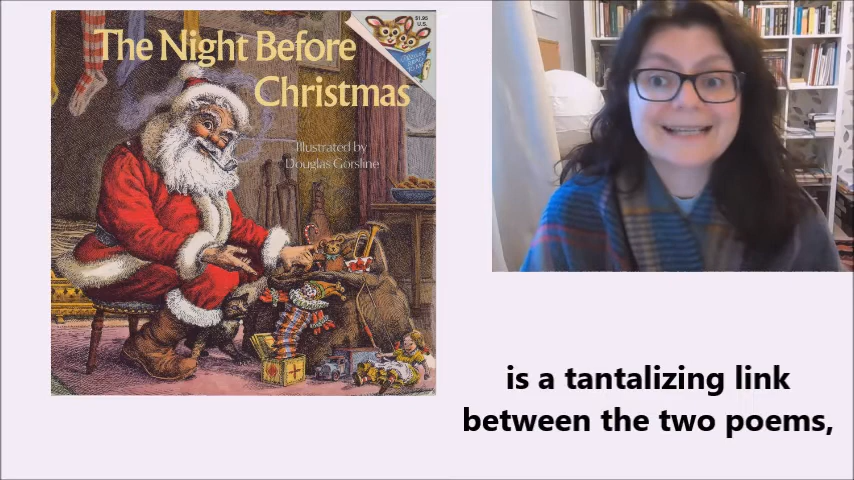 The Night Before
Christmas
Illustrated by
Douglas Gorsline
$1.95
U.S.
is a tantalizing link
between the two poems,